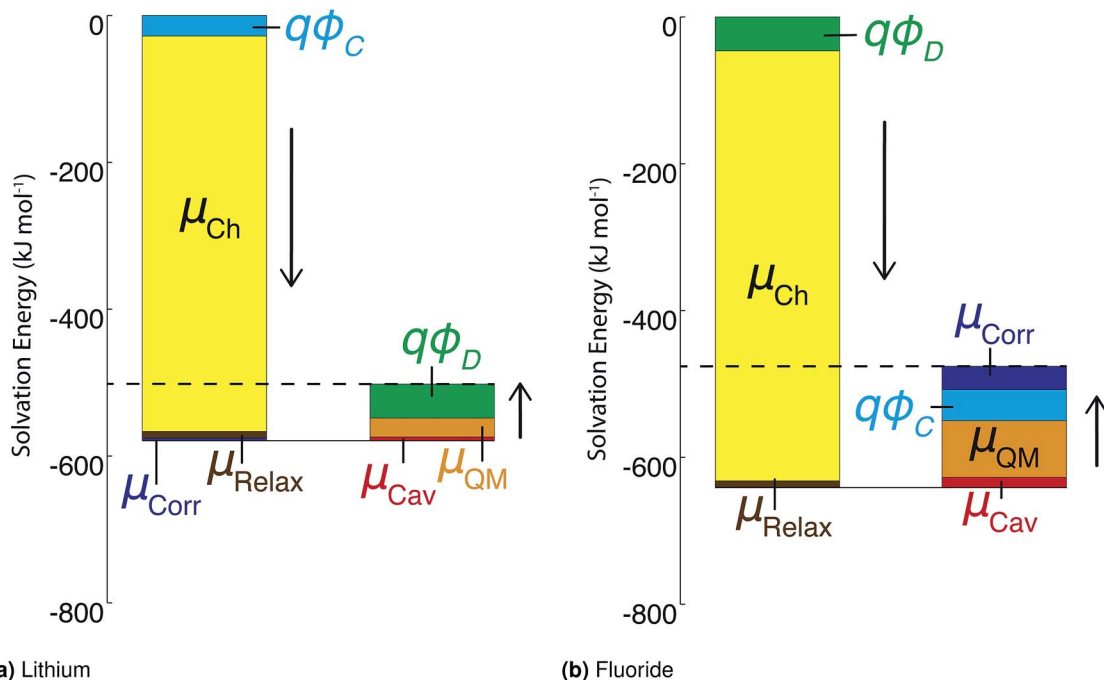 Solvation Energy (kJ mol⁻¹)
0
-200
-400
-600
-800
qϕC
μCh
qϕD
μCorr
μRelax
μCav
μQM
a) Lithium
Solvation Energy (kJ mol⁻¹)
0
-200
-400
-600
-800
qϕD
μCh
μCorr
qϕC
μQM
μRelax
μCav
(b) Fluoride